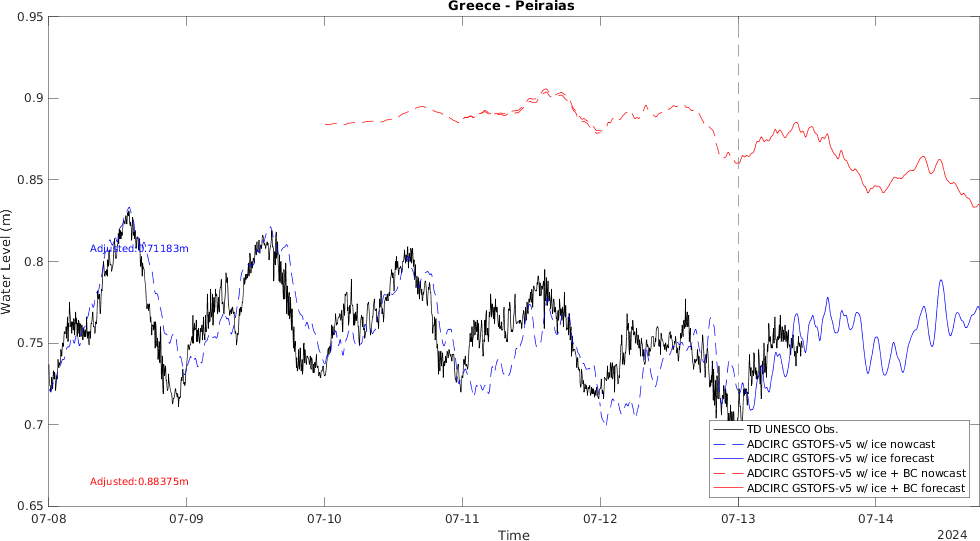 Greece - Peiraias
0.95
0.9
0.85
0.8
0.75
0.7
0.65
Water Level (m)
Adjusted:0.71183m
Adjusted:0.88375m
TD UNESCO Obs.
ADCIRC GSTOFS-v5 w/ ice nowcast
ADCIRC GSTOFS-v5 w/ ice forecast
ADCIRC GSTOFS-v5 w/ ice + BC nowcast
ADCIRC GSTOFS-v5 w/ ice + BC forecast
07-08 07-09 07-10 07-11 07-12 07-13 07-14
Time
2024